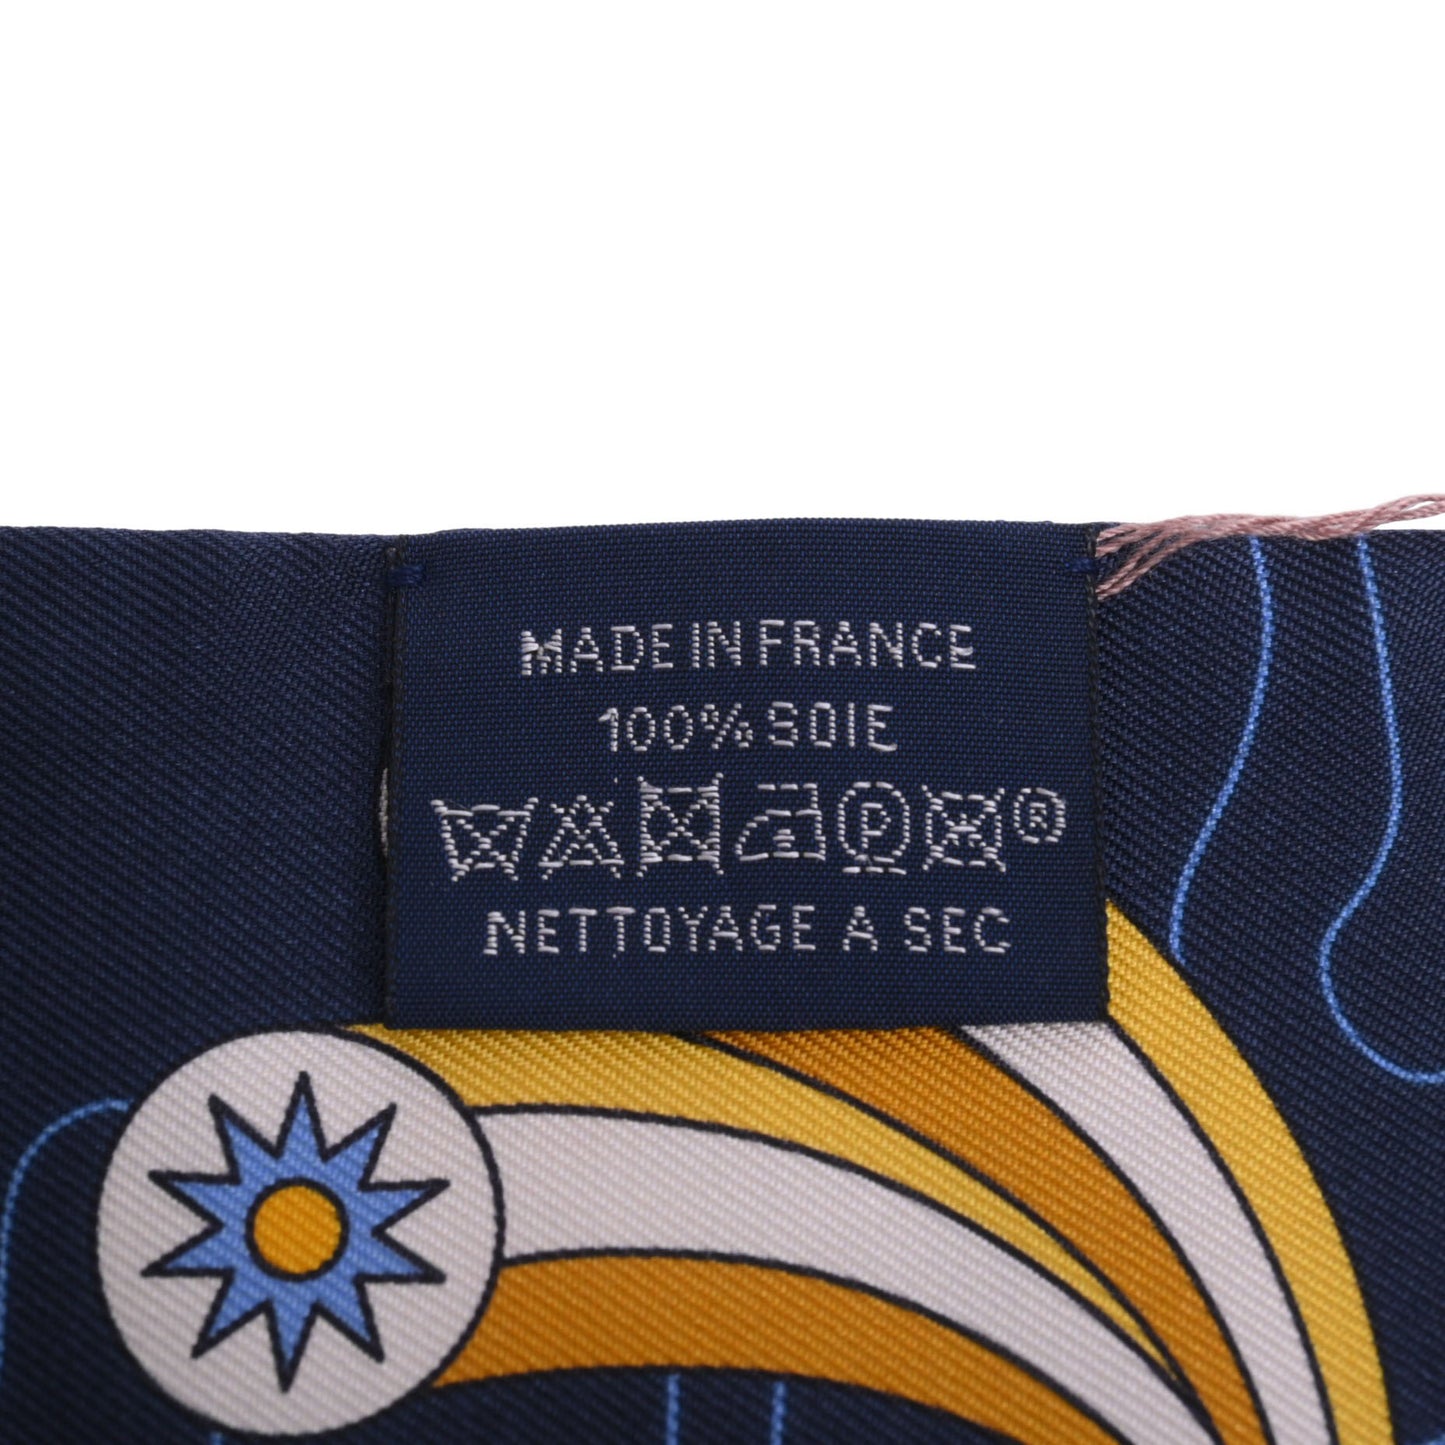 MADE IN FRANCE
100% SOIE
P ®
NETTOYAGE A SEC